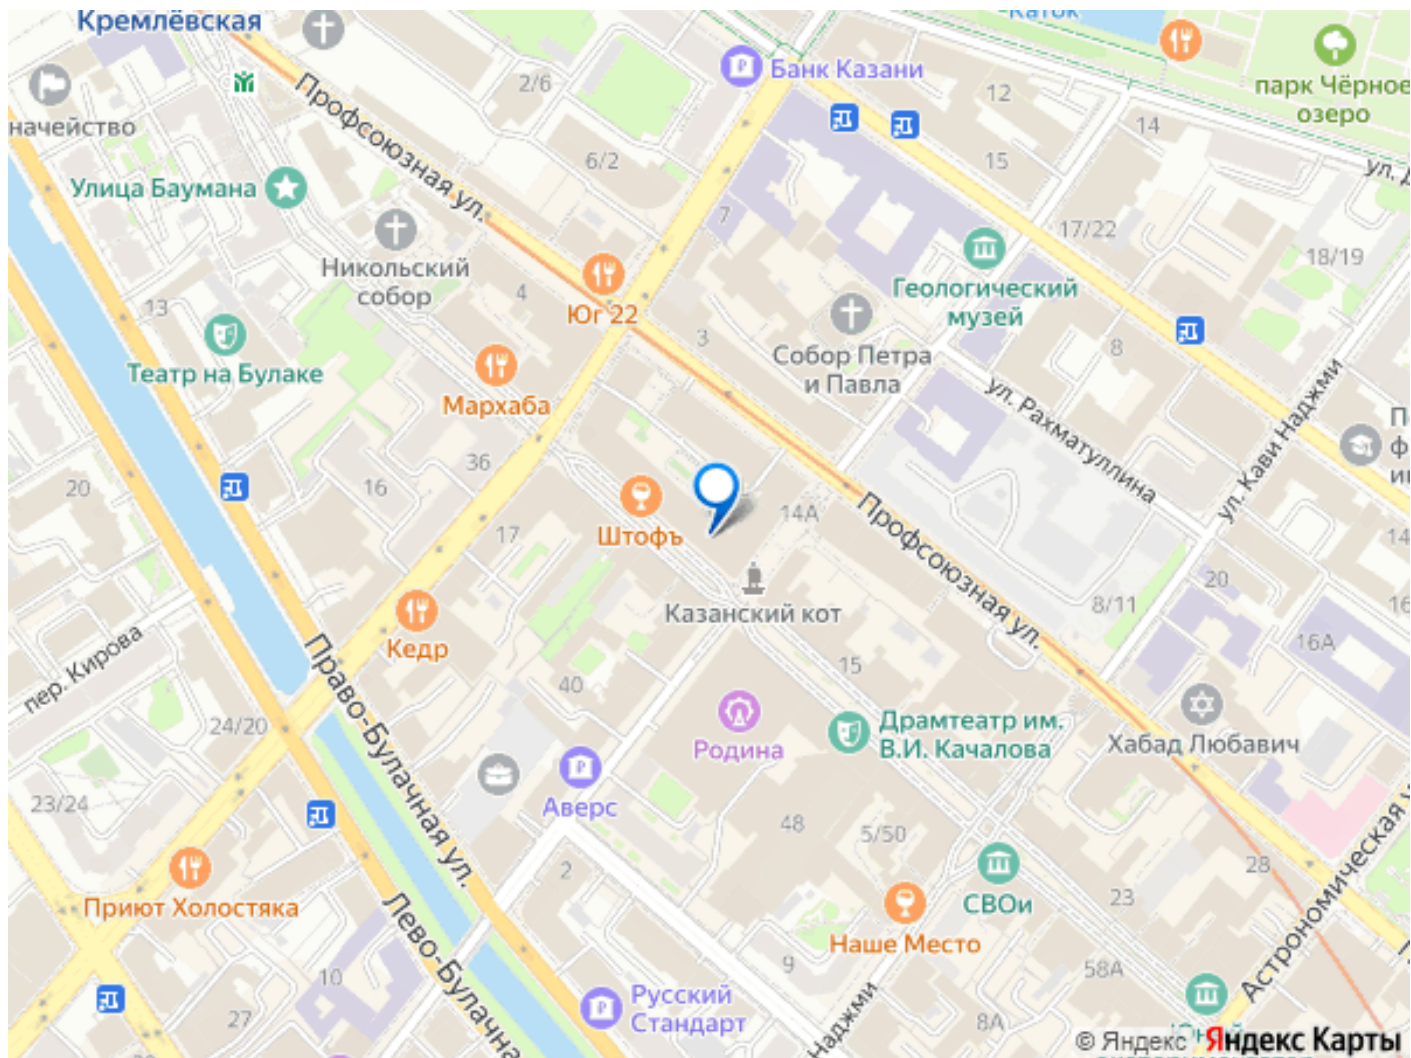 Кремлёвская
Каток
2/6
Банк Казани
12
парк Чёрное
озеро
начейство
14
Профсоюзная ул.
6/2
15
Улица Баумана
7
17/22
18/19
Никольский
собор
4
Геологический
музей
13
Юг 22
3
Собор Петра
и Павла
8
Театр на Булаке
Мархаба
ул. Рахматуллина
ул. Кави Наджми
36
20
16
17
Штофъ
14А
Профсоюзная ул.
14
20
8/11
16
Казанский кот
16А
пер. Кирова
Кедр
15
40
Право-Булачная ул.
24/20
Родина
Драмтеатр им.
В.И. Качалова
Хабад Любавич
23/24
Аверс
48
5/50
2
28
Приют Холостяка
СВОи
23
Астрономическая
Лево-Булачна
Наше Место
9
58А
10
Русский
Стандарт
27
Наджми
8А
© Яндекс Яндекс Карты